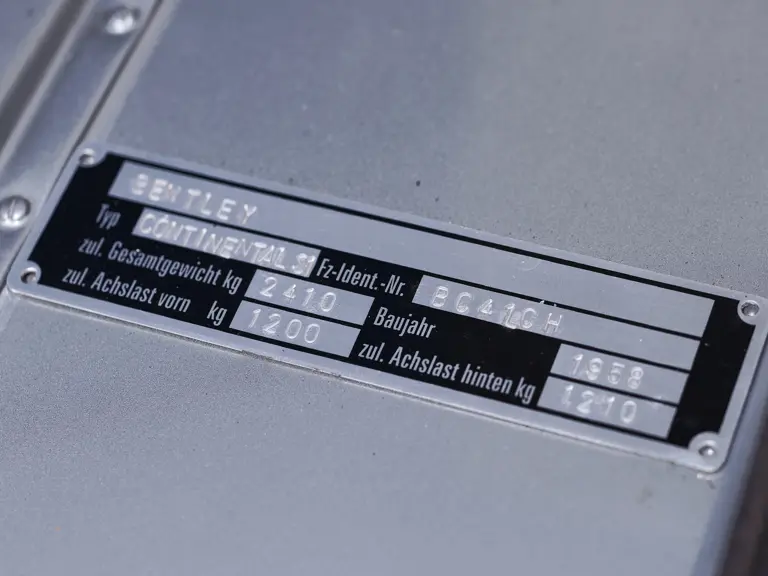 BENTLEY
Typ CONTINENTAL S1 Fz-Ident.-Nr. BC41CH
zul. Gesamtgewicht kg 2410 Baujahr 1958
zul. Achslast vorn kg 1200 zul. Achslast hinten kg 1210